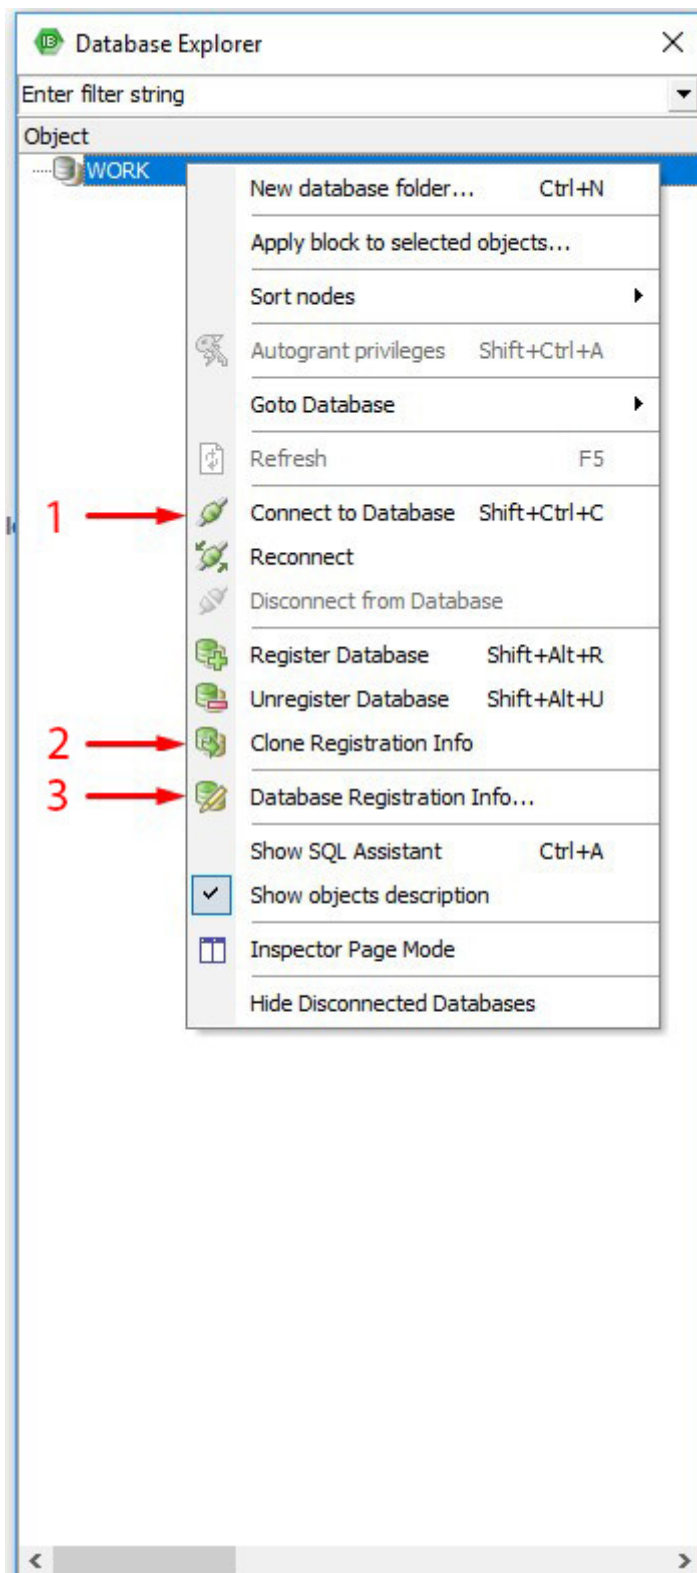 Database Explorer
Enter filter string
Object
WORK
New database folder... Ctrl+N
Apply block to selected objects...
Sort nodes
Autogrant privileges Shift+Ctrl+A
Goto Database
Refresh F5
1 Connect to Database Shift+Ctrl+C
Reconnect
Disconnect from Database
Register Database Shift+Alt+R
Unregister Database Shift+Alt+U
2 Clone Registration Info
3 Database Registration Info...
Show SQL Assistant Ctrl+A
Show objects description
Inspector Page Mode
Hide Disconnected Databases